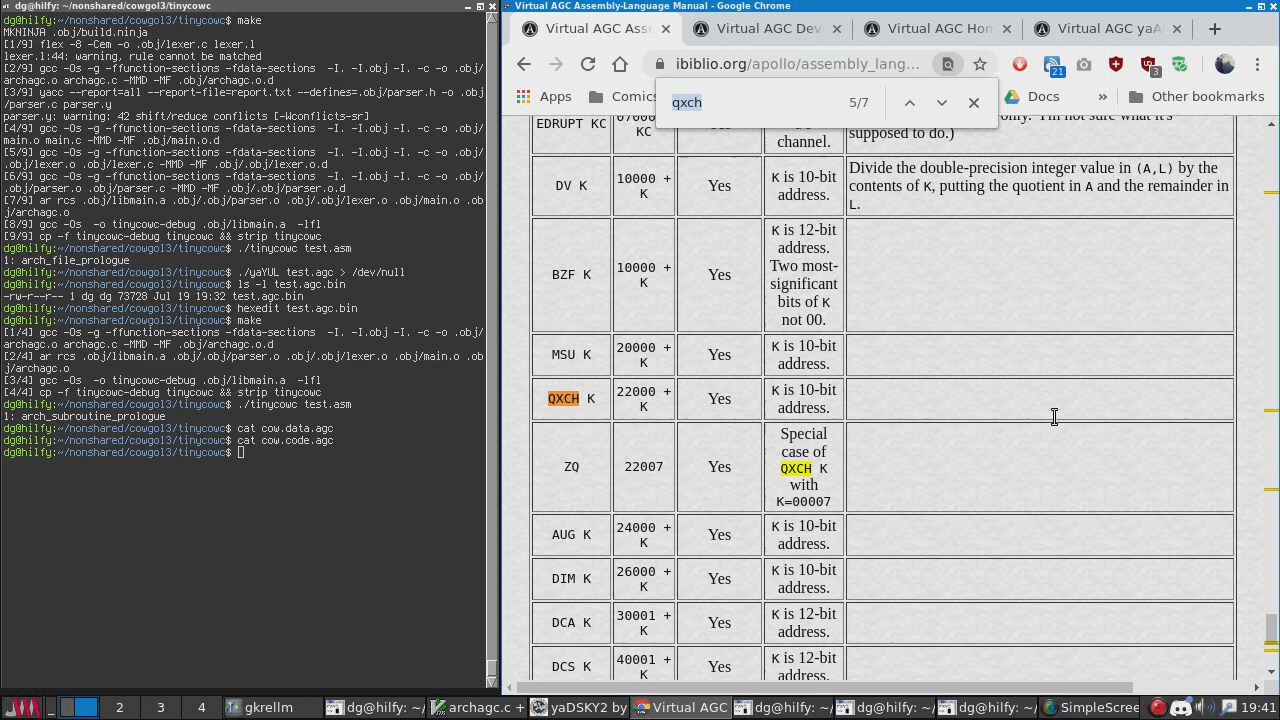 dg@hilfy: ~/nonshared/cowgol3/tinycowc
dg@hilfy:~/nonshared/cowgol3/tinycowc$ make
MKNINJA .obj/build.ninja
[1/9] flex -8 -Cem -o .obj/lexer.c lexer.l
lexer.l:44: warning, rule cannot be matched
[2/9] gcc -Os -g -ffunction-sections -fdata-sections  -I. -I.obj -I. -c -o .obj/
archagc.o archagc.c -MMD -MF .obj/archagc.o.d
[3/9] yacc --report=all --report-file=report.txt --defines=.obj/parser.h -o .obj
/parser.c parser.y
parser.y: warning: 42 shift/reduce conflicts [-Wconflicts-sr]
[4/9] gcc -Os -g -ffunction-sections -fdata-sections  -I. -I.obj -I. -c -o .obj/
main.o main.c -MMD -MF .obj/main.o.d
[5/9] gcc -Os -g -ffunction-sections -fdata-sections  -I. -I.obj -I. -c -o .obj/
./obj/lexer.o .obj/lexer.c -MMD -MF .obj/lexer.o.d
[6/9] gcc -Os -g -ffunction-sections -fdata-sections  -I. -I.obj -I. -c -o .obj/
./obj/parser.o .obj/parser.c -MMD -MF .obj/parser.o.d
[7/9] ar rcs .obj/libmain.a .obj/./obj/parser.o .obj/./obj/lexer.o .obj/main.o .obj/
archagc.o
[8/9] gcc -Os  -o tinycowc-debug .obj/libmain.a  -lfl
[9/9] cp -f tinycowc-debug tinycowc && strip tinycowc
dg@hilfy:~/nonshared/cowgol3/tinycowc$ ./tinycowc test.asm
1: arch_file_prologue
dg@hilfy:~/nonshared/cowgol3/tinycowc$ ./yaYUL test.agc > /dev/null
dg@hilfy:~/nonshared/cowgol3/tinycowc$ ls -l test.agc.bin
-rw-r--r-- 1 dg dg 73728 Jul 19 19:32 test.agc.bin
dg@hilfy:~/nonshared/cowgol3/tinycowc$ hexedit test.agc.bin
dg@hilfy:~/nonshared/cowgol3/tinycowc$ make
[1/4] gcc -Os -g -ffunction-sections -fdata-sections  -I. -I.obj -I. -c -o .obj/
archagc.o archagc.c -MMD -MF .obj/archagc.o.d
[2/4] ar rcs .obj/libmain.a .obj/./obj/parser.o .obj/./obj/lexer.o .obj/main.o .ob
j/archagc.o
[3/4] gcc -Os  -o tinycowc-debug .obj/libmain.a  -lfl
[4/4] cp -f tinycowc-debug tinycowc && strip tinycowc
dg@hilfy:~/nonshared/cowgol3/tinycowc$ ./tinycowc test.asm
1: arch_subroutine_prologue
dg@hilfy:~/nonshared/cowgol3/tinycowc$ cat cow.data.agc
dg@hilfy:~/nonshared/cowgol3/tinycowc$ cat cow.code.agc
dg@hilfy:~/nonshared/cowgol3/tinycowc$
Virtual AGC Assembly-Language Manual - Google Chrome
Virtual AGC Asse
Virtual AGC Dev
Virtual AGC Hon
Virtual AGC yaA
ibiblio.org/apollo/assembly_lang...
21
3
Apps
Comics
Docs
»
Other bookmarks
qxch
5/7
EDRUPT KC
KC
channel.
supposed to do.)
DV K
10000 +
K
Yes
K is 10-bit
address.
Divide the double-precision integer value in (A,L) by the
contents of K, putting the quotient in A and the remainder in
L.
BZF K
10000 +
K
Yes
K is 12-bit
address.
Two most-
significant
bits of K
not 00.
MSU K
20000 +
K
Yes
K is 10-bit
address.
QXCH K
22000 +
K
Yes
K is 10-bit
address.
ZQ
22007
Yes
Special
case of
QXCH K
with
K=00007
AUG K
24000 +
K
Yes
K is 10-bit
address.
DIM K
26000 +
K
Yes
K is 10-bit
address.
DCA K
30001 +
K
Yes
K is 12-bit
address.
DCS K
40001 +
K
Yes
K is 12-bit
address.
2
3
4
gkrellm
dg@hilfy: ~/
archagc.c +
yaDSKY2 by
Virtual AGC
dg@hilfy: ~/
dg@hilfy: ~/
dg@hilfy: ~/
SimpleScree
19:41